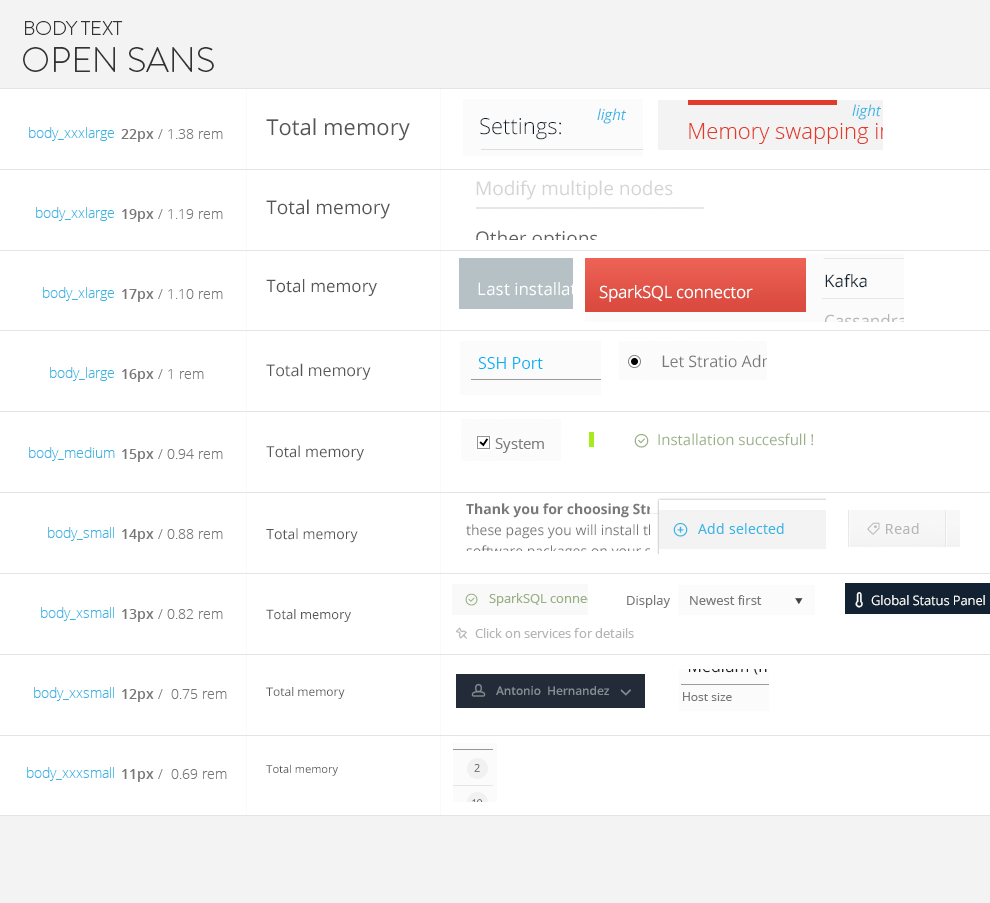 BODY TEXT
OPEN SANS
body_xxxlarge 22px / 1.38 rem
Total memory
Settings:
light
light
Memory swapping
body_xxlarge 19px / 1.19 rem
Total memory
Modify multiple nodes
Other options
body_xlarge 17px / 1.10 rem
Total memory
Last
SparkSQL connector
Kafka
Cassandra
body_large 16px / 1 rem
Total memory
SSH Port
Let Stratio
body_medium 15px / 0.94 rem
Total memory
System
Installation succesfull !
body_small 14px / 0.88 rem
Total memory
Thank you for choosing
these pages you will install
software packages on your
Add selected
Read
body_xsmall 13px / 0.82 rem
Total memory
SparkSQL conne
Display
Newest first
Global Status Panel
Click on services for details
body_xxsmall 12px / 0.75 rem
Total memory
Antonio Hernandez
Medium
Host size
body_xxxsmall 11px / 0.69 rem
Total memory
2
10